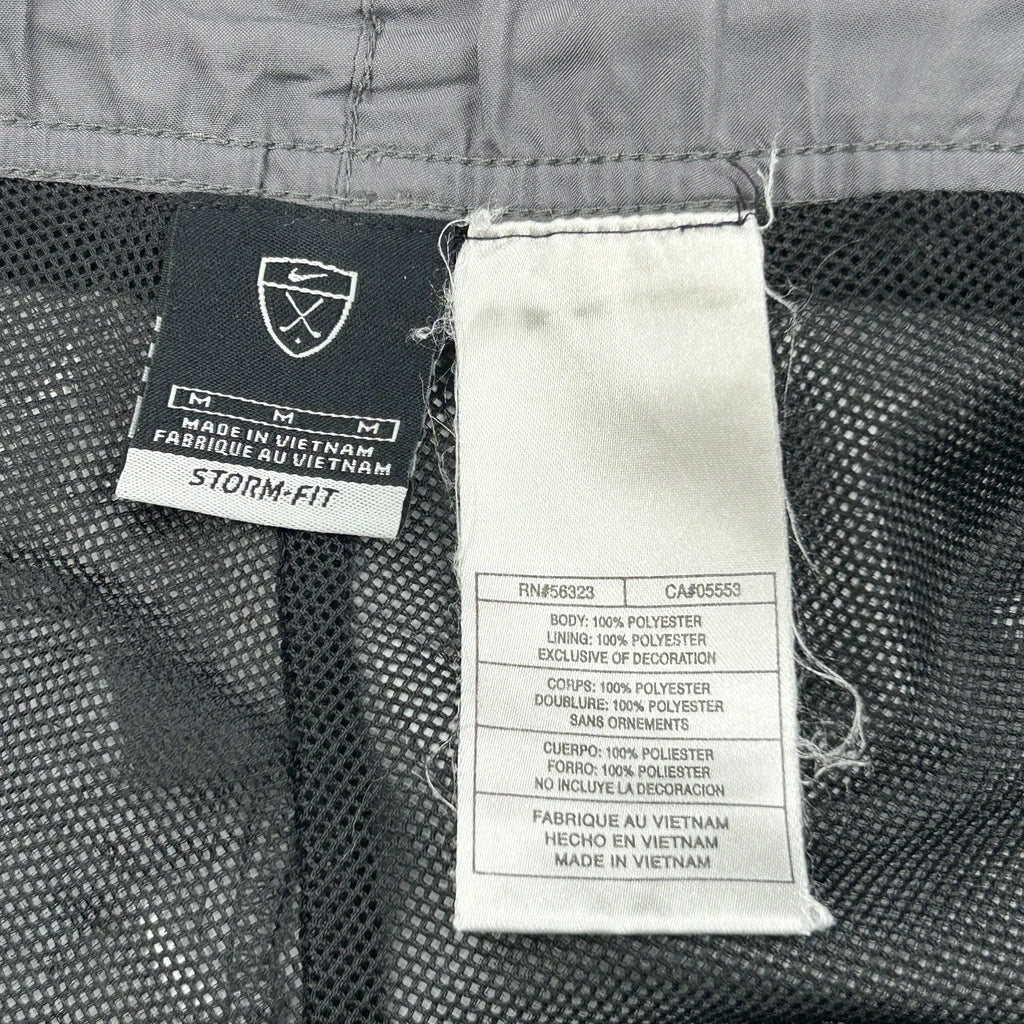 M M M
MADE IN VIETNAM
FABRIQUE AU VIETNAM
STORM-FIT
RN#56323 CA#05553
BODY: 100% POLYESTER
LINING: 100% POLYESTER
EXCLUSIVE OF DECORATION
CORPS: 100% POLYESTER
DOUBLURE: 100% POLYESTER
SANS ORNEMENTS
CUERPO: 100% POLIESTER
FORRO: 100% POLIESTER
NO INCLUYE LA DECORACION
FABRIQUE AU VIETNAM
HECHO EN VIETNAM
MADE IN VIETNAM